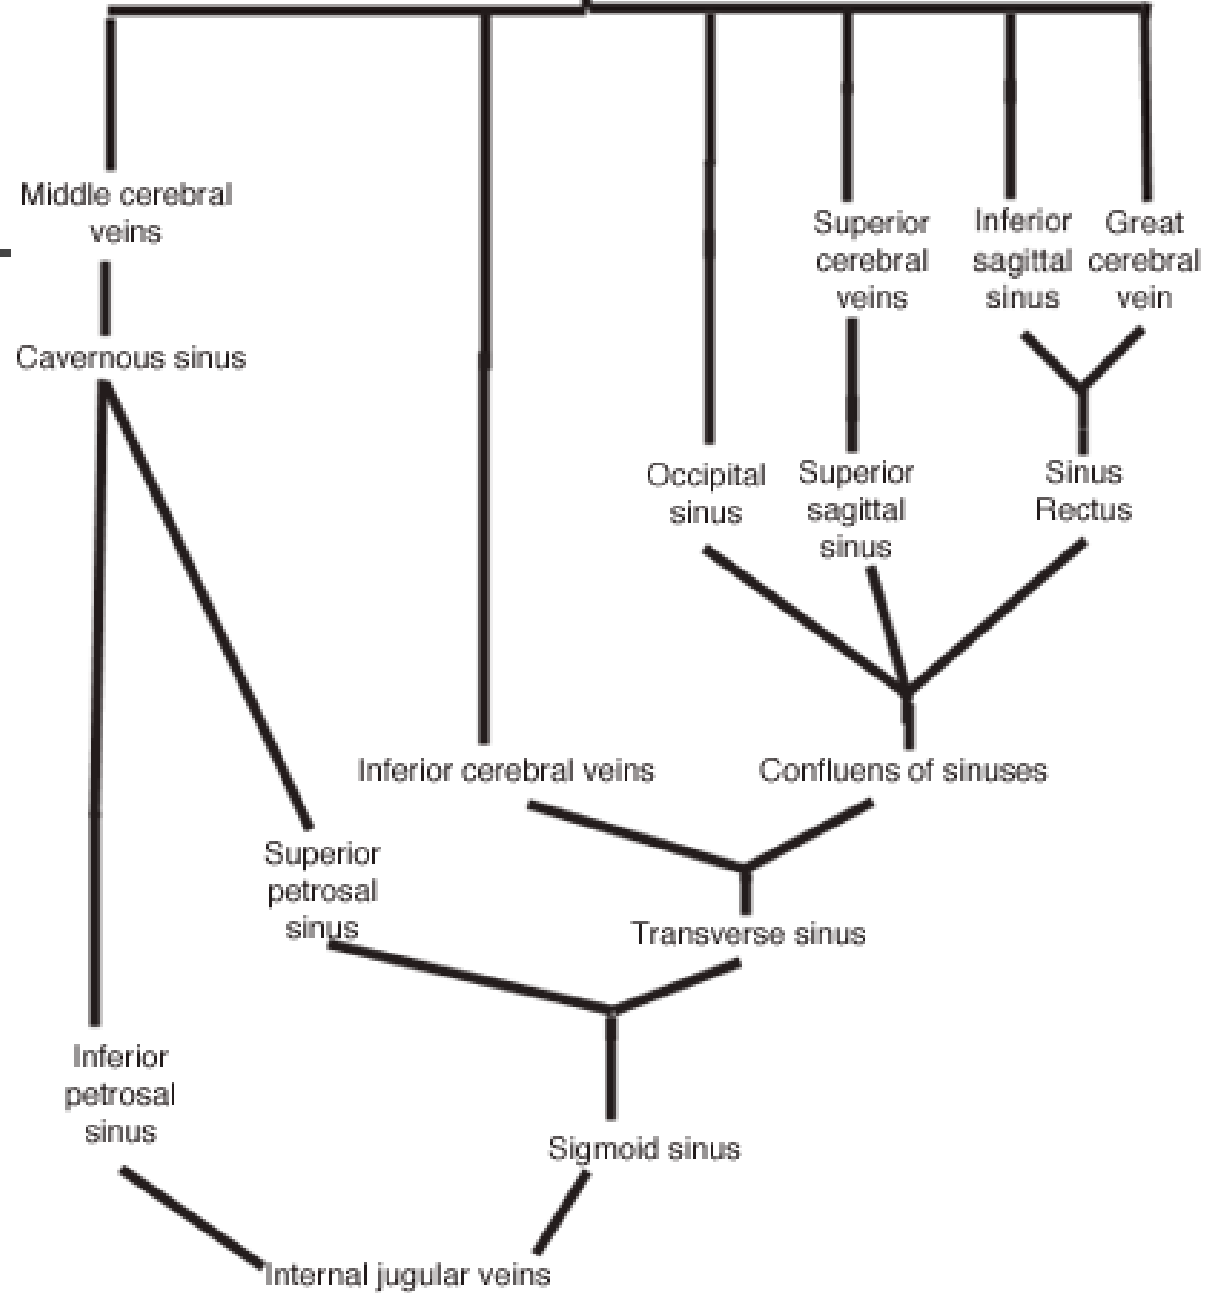 Middle cerebral
veins
Superior
cerebral
veins
Inferior
sagittal
sinus
Great
cerebral
vein
Cavernous sinus
Occipital
sinus
Superior
sagittal
sinus
Sinus
Rectus
Inferior cerebral veins
Confluens of sinuses
Superior
petrosal
sinus
Transverse sinus
Inferior
petrosal
sinus
Sigmoid sinus
Internal jugular veins